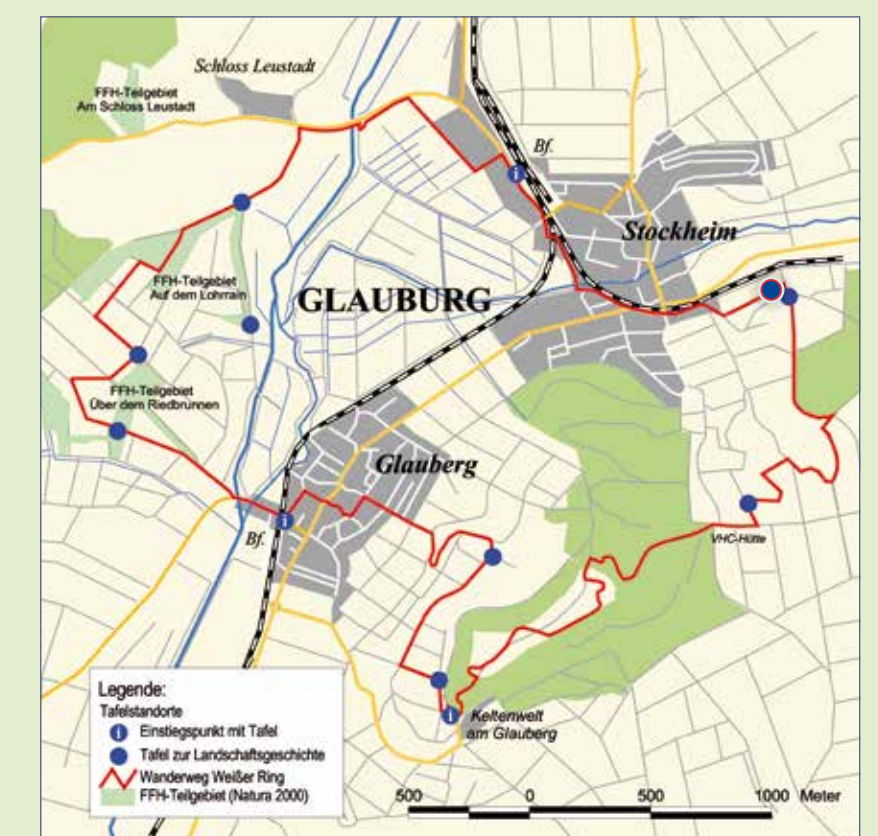 Schloss Leustadt
FFH-Teilgebiet
Am Schloss Leustadt
Bf.
i
Stockheim
FFH-Teilgebiet
Auf dem Lohrrain
GLAUBURG
FFH-Teilgebiet
Über dem Riedbrunnen
Glauberg
i
Bf.
VHC-Hütte
i
Keltenwelt
am Glauberg
Legende:
Tafelstandorte
i Einstiegspunkt mit Tafel
Tafel zur Landschaftsgeschichte
Wanderweg Weißer Ring
FFH-Teilgebiet (Natura 2000)
500 0 500 1000 Meter